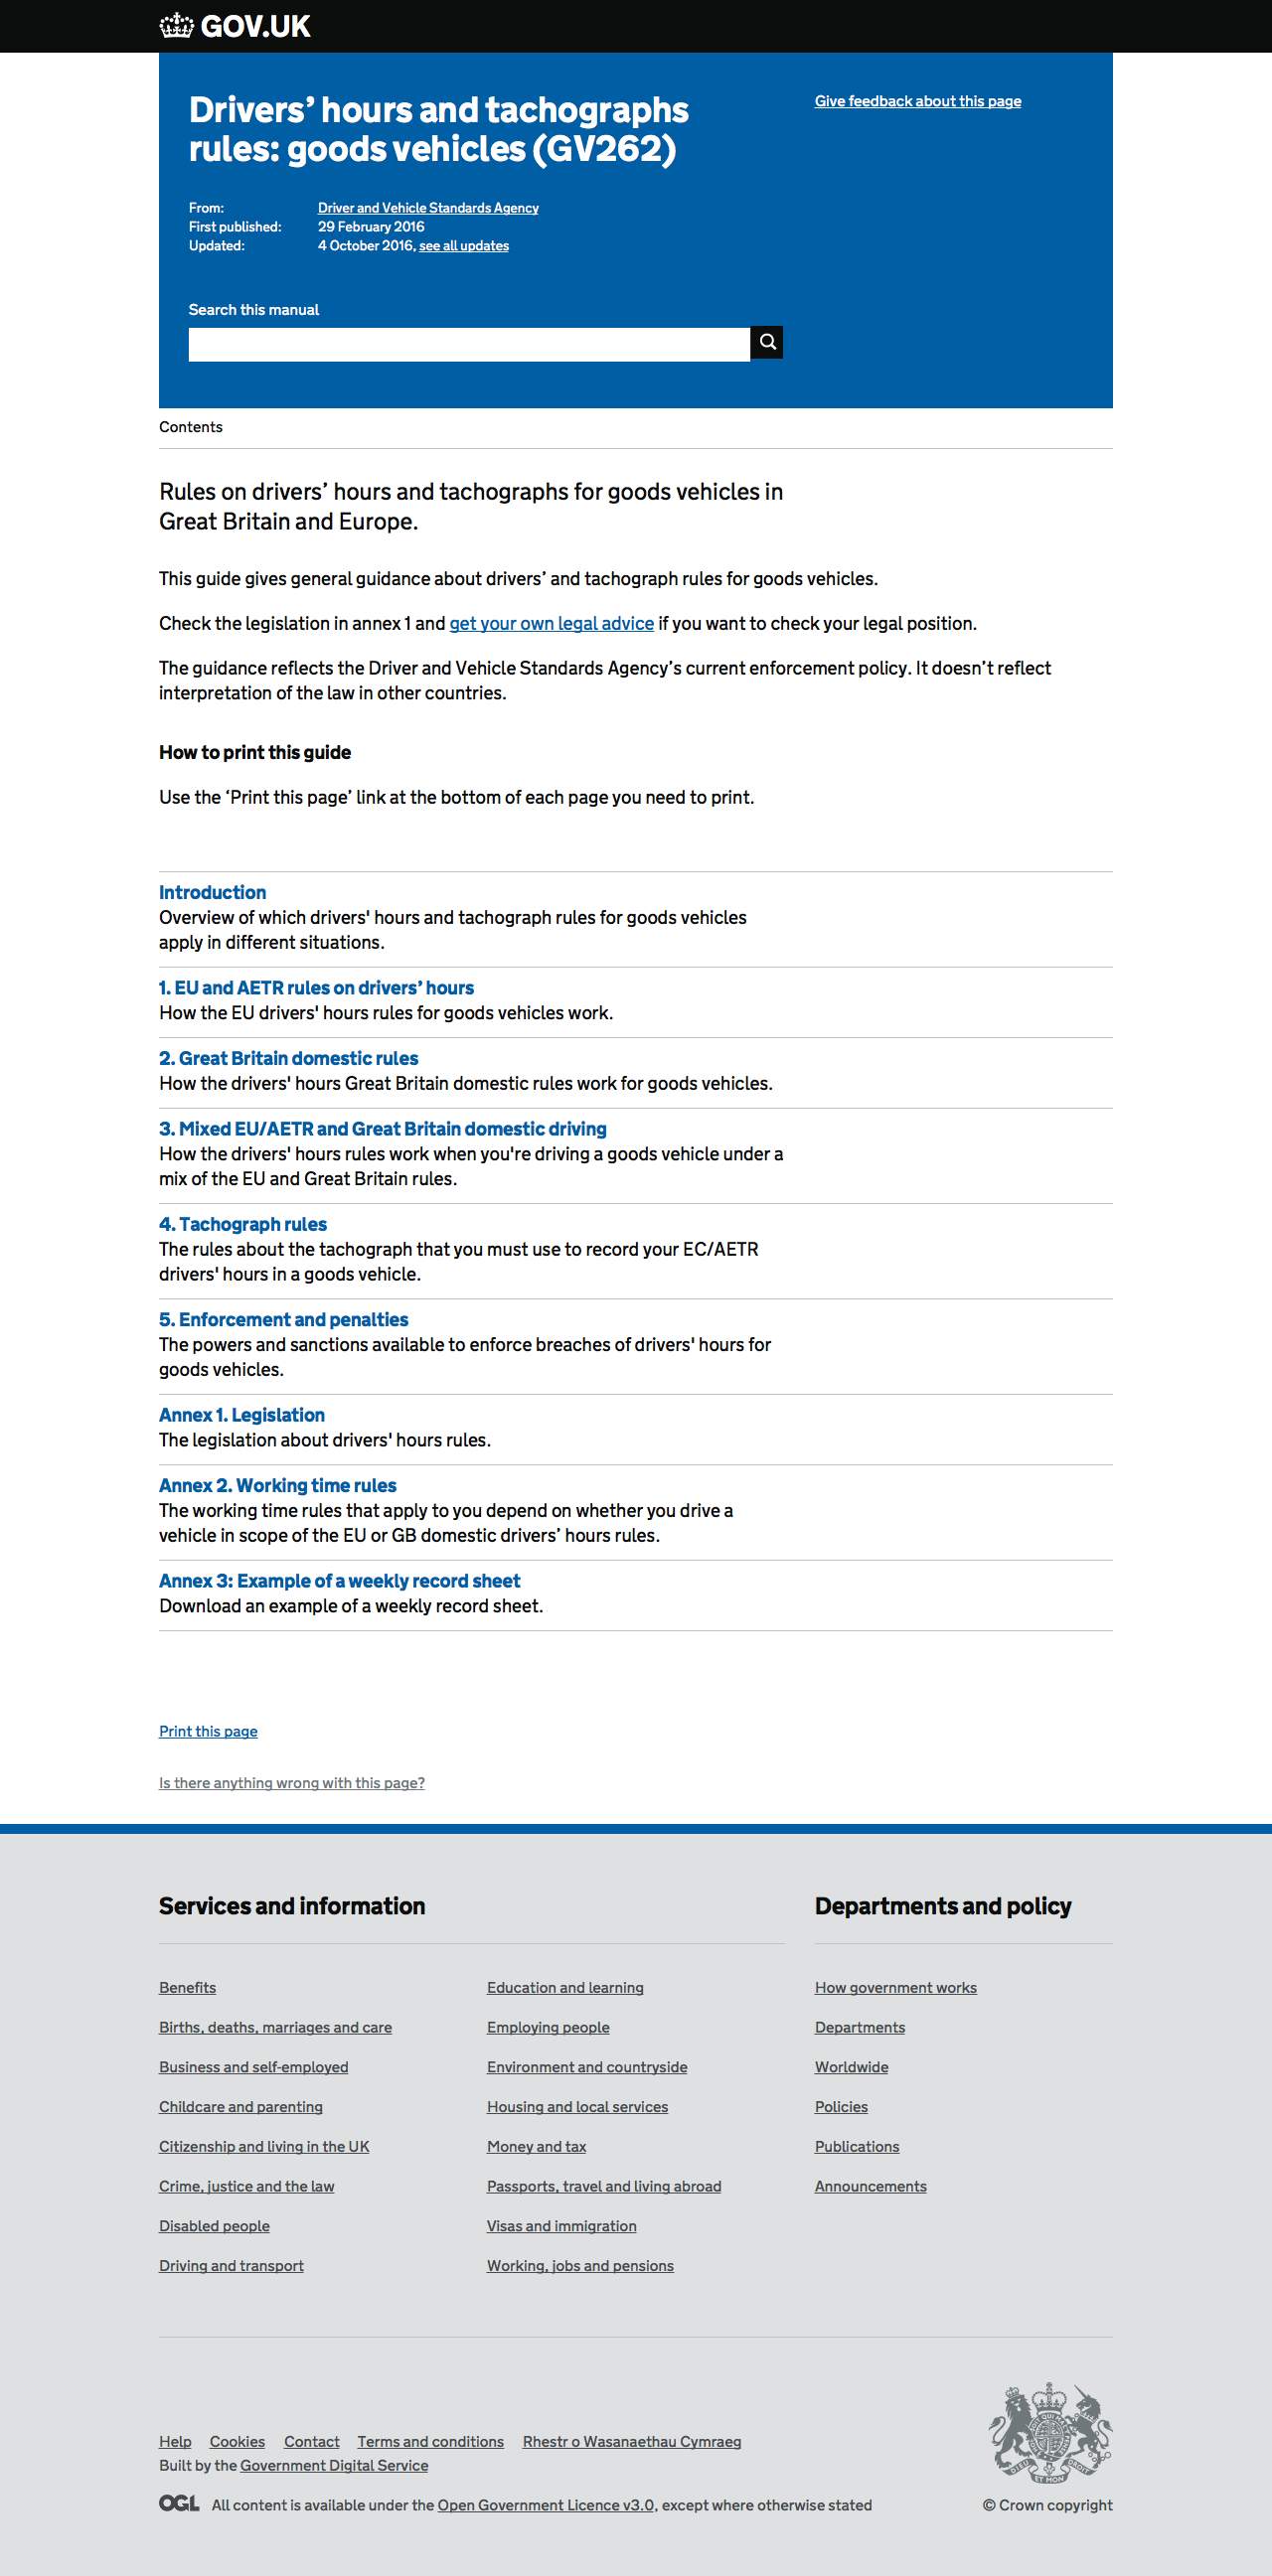 GOV.UK
Drivers’ hours and tachographs
rules: goods vehicles (GV262)
Give feedback about this page
From: Driver and Vehicle Standards Agency
First published: 29 February 2016
Updated: 4 October 2016, see all updates
Search this manual
Contents
Rules on drivers’ hours and tachographs for goods vehicles in
Great Britain and Europe.
This guide gives general guidance about drivers’ and tachograph rules for goods vehicles.
Check the legislation in annex 1 and get your own legal advice if you want to check your legal position.
The guidance reflects the Driver and Vehicle Standards Agency’s current enforcement policy. It doesn’t reflect
interpretation of the law in other countries.
How to print this guide
Use the ‘Print this page’ link at the bottom of each page you need to print.
Introduction
Overview of which drivers' hours and tachograph rules for goods vehicles
apply in different situations.
1. EU and AETR rules on drivers’ hours
How the EU drivers' hours rules for goods vehicles work.
2. Great Britain domestic rules
How the drivers' hours Great Britain domestic rules work for goods vehicles.
3. Mixed EU/AETR and Great Britain domestic driving
How the drivers' hours rules work when you're driving a goods vehicle under a
mix of the EU and Great Britain rules.
4. Tachograph rules
The rules about the tachograph that you must use to record your EC/AETR
drivers' hours in a goods vehicle.
5. Enforcement and penalties
The powers and sanctions available to enforce breaches of drivers' hours for
goods vehicles.
Annex 1. Legislation
The legislation about drivers' hours rules.
Annex 2. Working time rules
The working time rules that apply to you depend on whether you drive a
vehicle in scope of the EU or GB domestic drivers’ hours rules.
Annex 3: Example of a weekly record sheet
Download an example of a weekly record sheet.
Print this page
Is there anything wrong with this page?
Services and information
Benefits
Births, deaths, marriages and care
Business and self-employed
Childcare and parenting
Citizenship and living in the UK
Crime, justice and the law
Disabled people
Driving and transport
Education and learning
Employing people
Environment and countryside
Housing and local services
Money and tax
Passports, travel and living abroad
Visas and immigration
Working, jobs and pensions
Departments and policy
How government works
Departments
Worldwide
Policies
Publications
Announcements
Help Cookies Contact Terms and conditions Rhestr o Wasanaethau Cymraeg
Built by the Government Digital Service
OGL All content is available under the Open Government Licence v3.0, except where otherwise stated
DIEU ET MON DROIT
© Crown copyright